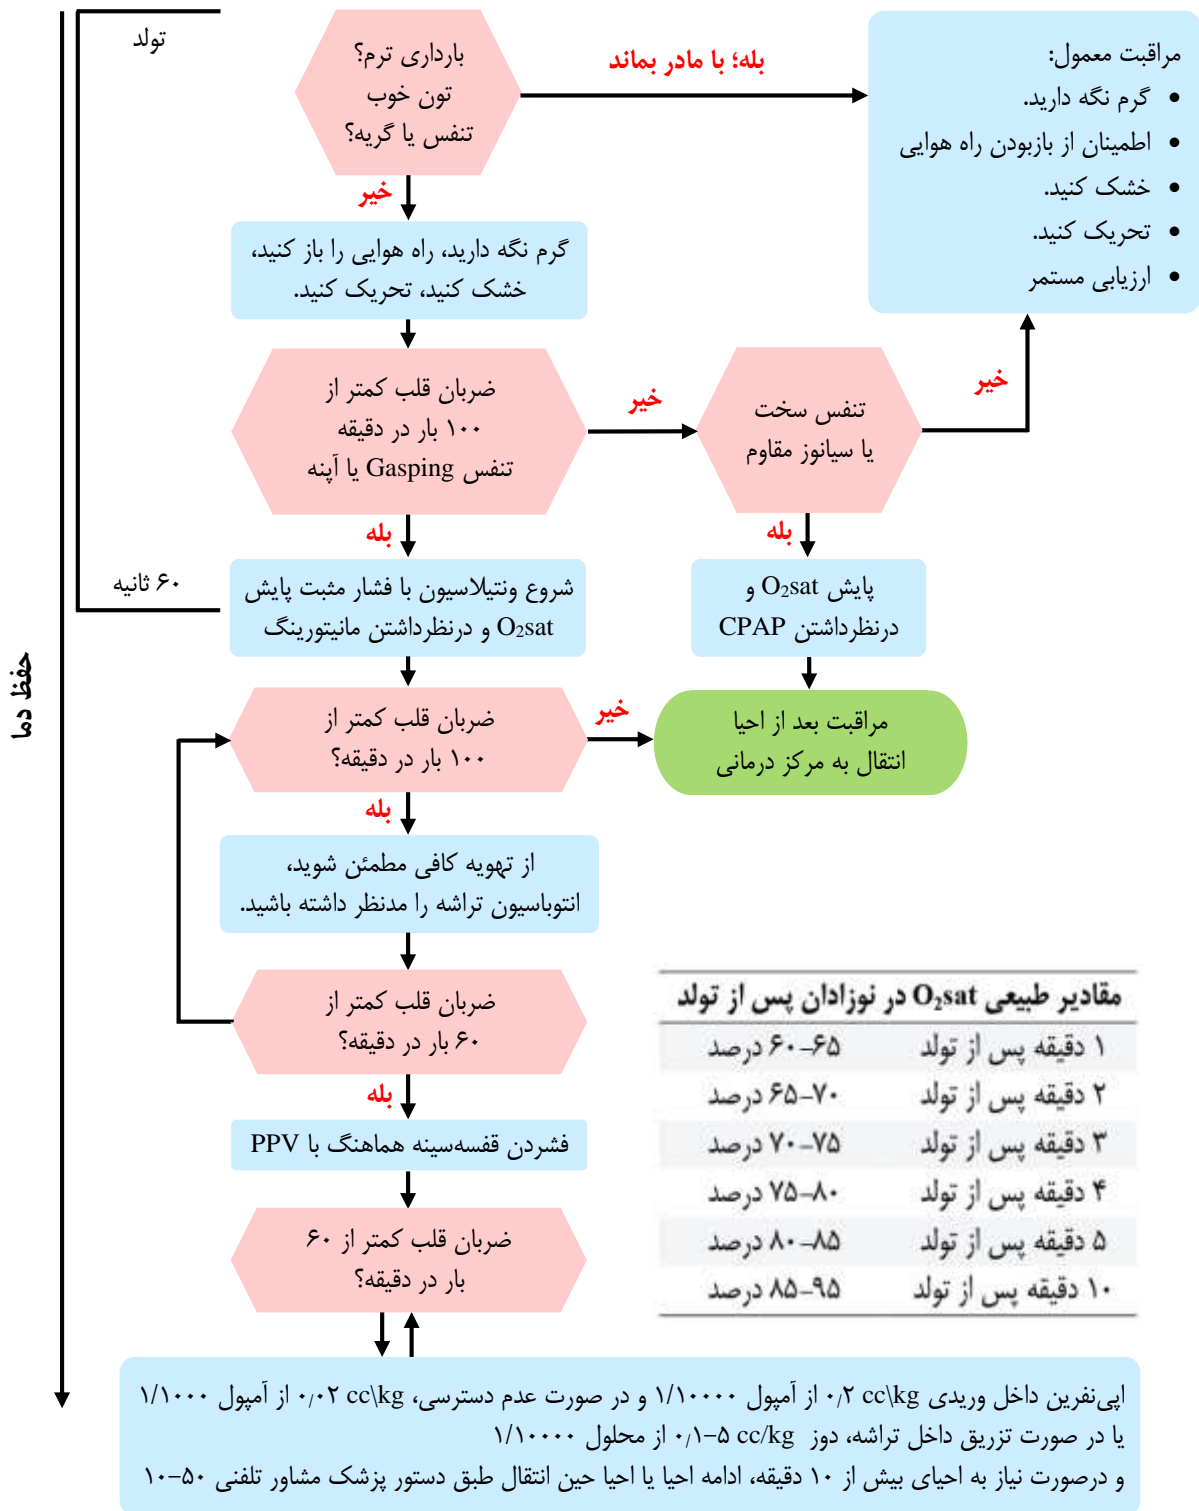 تولد
بارداری ترم؟
تون خوب
تنفس یا گریه؟
بله؛ با مادر بماند
مراقبت معمول:
• گرم نگه دارید.
• اطمینان از بازبودن راه هوایی
• خشک کنید.
• تحریک کنید.
• ارزیابی مستمر
خیر
گرم نگه دارید، راه هوایی را باز کنید،
خشک کنید، تحریک کنید.
ضربان قلب کمتر از
۱۰۰ بار در دقیقه
تنفس Gasping یا آپنه
خیر
تنفس سخت
یا سیانوز مقاوم
خیر
بله
بله
۶۰ ثانیه
شروع ونتیلاسیون با فشار مثبت پایش
O₂sat و درنظرداشتن مانیتورینگ
پایش O₂sat و
درنظرداشتن CPAP
حفظ دما
ضربان قلب کمتر از
۱۰۰ بار در دقیقه؟
خیر
مراقبت بعد از احیا
انتقال به مرکز درمانی
بله
از تهویه کافی مطمئن شوید،
انتوباسیون تراشه را مدنظر داشته باشید.
ضربان قلب کمتر از
۶۰ بار در دقیقه؟
بله
فشردن قفسه‌سینه هماهنگ با PPV
ضربان قلب کمتر از ۶۰
بار در دقیقه؟
مقادیر طبیعی O₂sat در نوزادان پس از تولد
۱ دقیقه پس از تولد ۶۰-۶۵ درصد
۲ دقیقه پس از تولد ۶۵-۷۰ درصد
۳ دقیقه پس از تولد ۷۰-۷۵ درصد
۴ دقیقه پس از تولد ۷۵-۸۰ درصد
۵ دقیقه پس از تولد ۸۰-۸۵ درصد
۱۰ دقیقه پس از تولد ۸۵-۹۵ درصد
اپی‌نفرین داخل وریدی ۰٫۲ cc\kg از آمپول ۱/۱۰۰۰۰ و در صورت عدم دسترسی، ۰٫۰۲ cc\kg از آمپول ۱/۱۰۰۰
یا در صورت تزریق داخل تراشه، دوز ۰٫۱-۵ cc/kg از محلول ۱/۱۰۰۰۰
و درصورت نیاز به احیای بیش از ۱۰ دقیقه، ادامه احیا یا احیا حین انتقال طبق دستور پزشک مشاور تلفنی ۵۰-۱۰